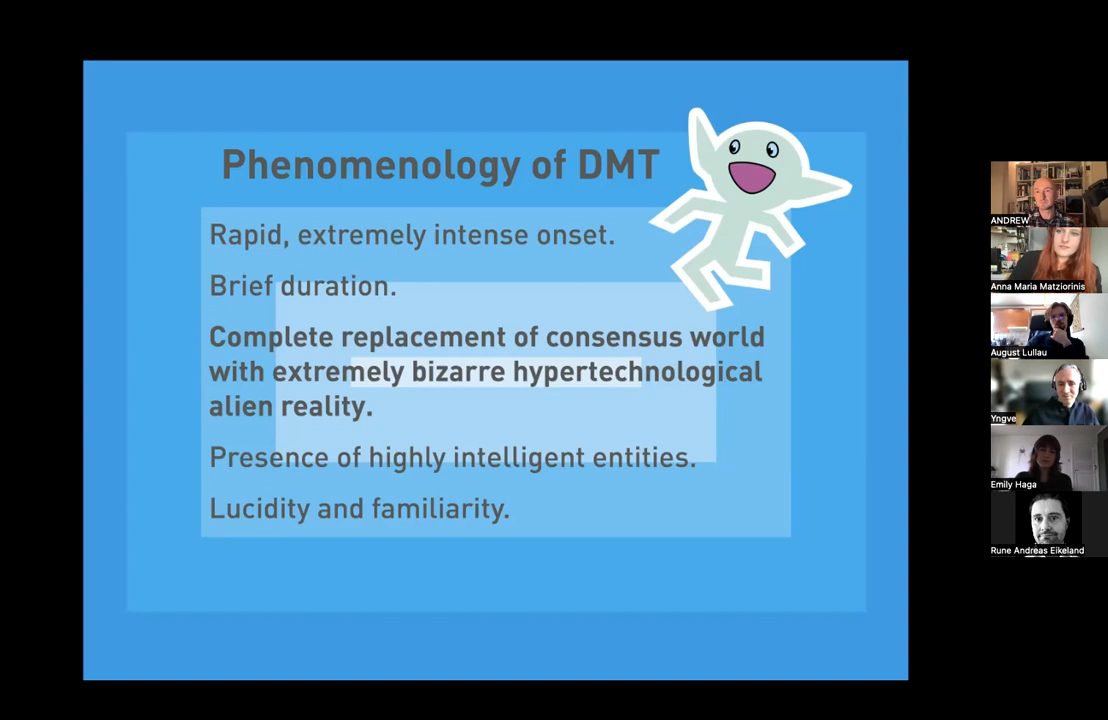 Phenomenology of DMT
Rapid, extremely intense onset.
Brief duration.
Complete replacement of consensus world
with extremely bizarre hypertechnological
alien reality.
Presence of highly intelligent entities.
Lucidity and familiarity.
ANDREW
Anna Maria Matziorinis
August Lullau
Yngve
Emily Haga
Rune Andreas Eikeland